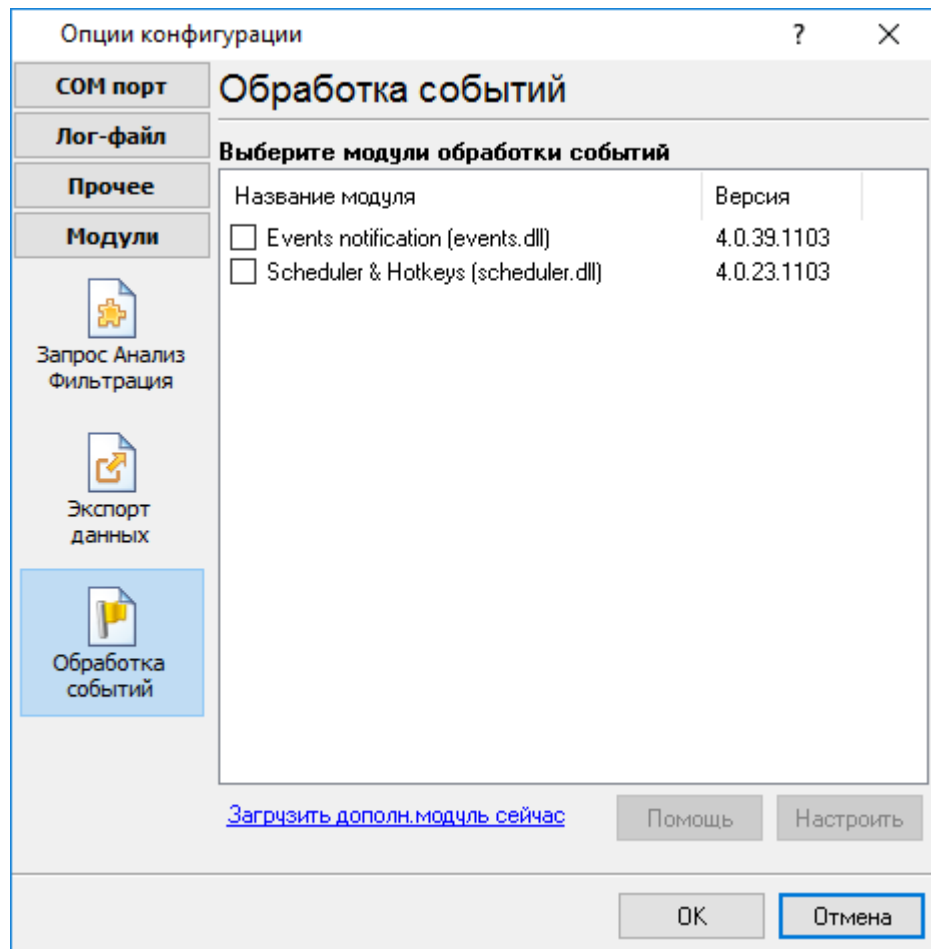 Опции конфигурации
?
COM порт
Лог-файл
Прочее
Модули
Запрос Анализ
Фильтрация
Экспорт
данных
Обработка
событий
Обработка событий
Выберите модули обработки событий
Название модуля Версия
Events notification (events.dll) 4.0.39.1103
Scheduler & Hotkeys (scheduler.dll) 4.0.23.1103
Загрузить дополн.модуль сейчас
Помощь
Настроить
OK
Отмена